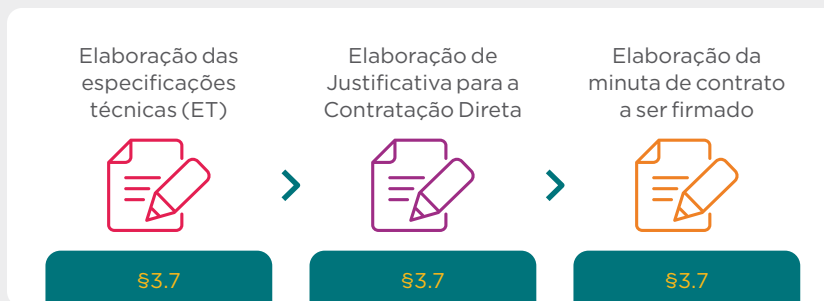 Elaboração das
especificações
técnicas (ET)
Elaboração de
Justificativa para a
Contratação Direta
Elaboração da
minuta de contrato
a ser firmado
§3.7
§3.7
§3.7